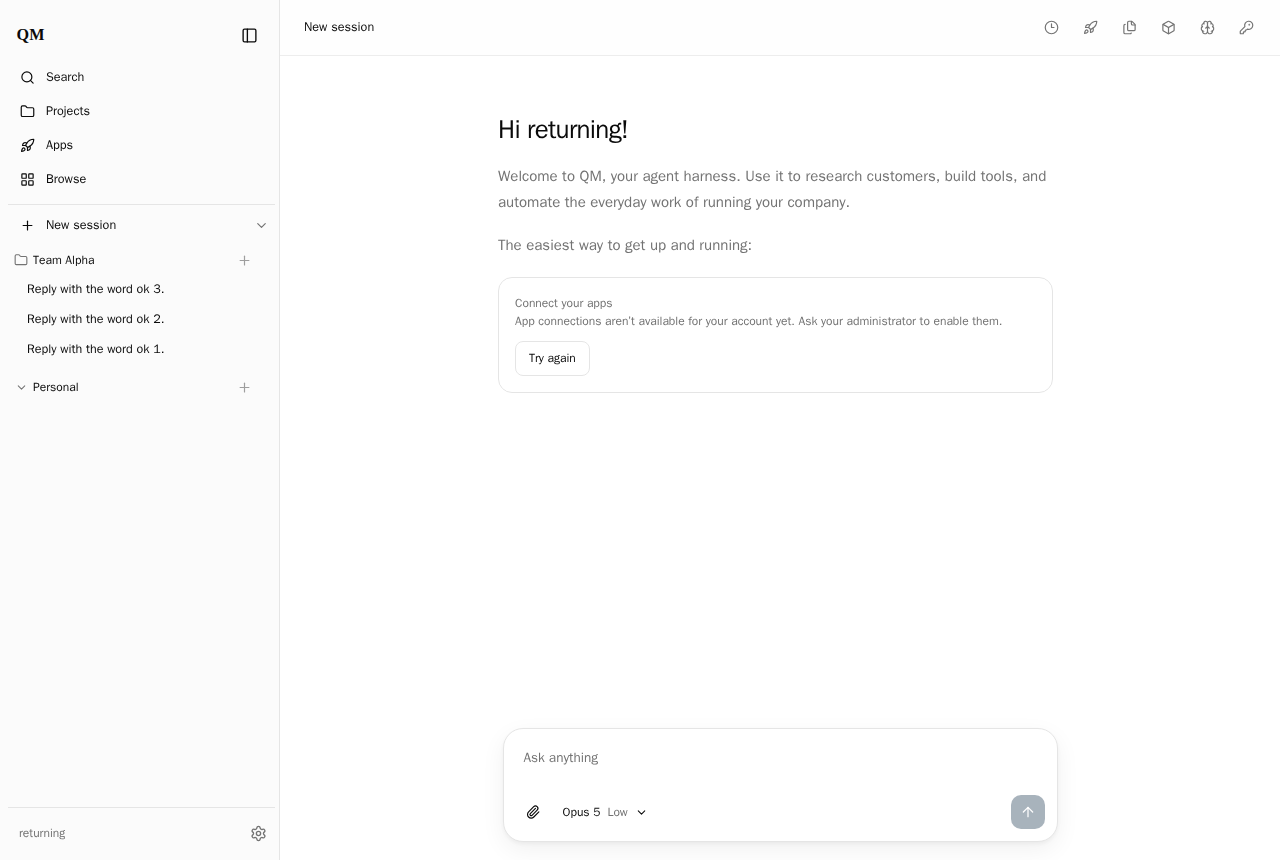 QM
Search
Projects
Apps
Browse
New session
Team Alpha
Reply with the word ok 3.
Reply with the word ok 2.
Reply with the word ok 1.
Personal
returning
New session
Hi returning!
Welcome to QM, your agent harness. Use it to research customers, build tools, and
automate the everyday work of running your company.
The easiest way to get up and running:
Connect your apps
App connections aren't available for your account yet. Ask your administrator to enable them.
Try again
Ask anything
Opus 5 Low